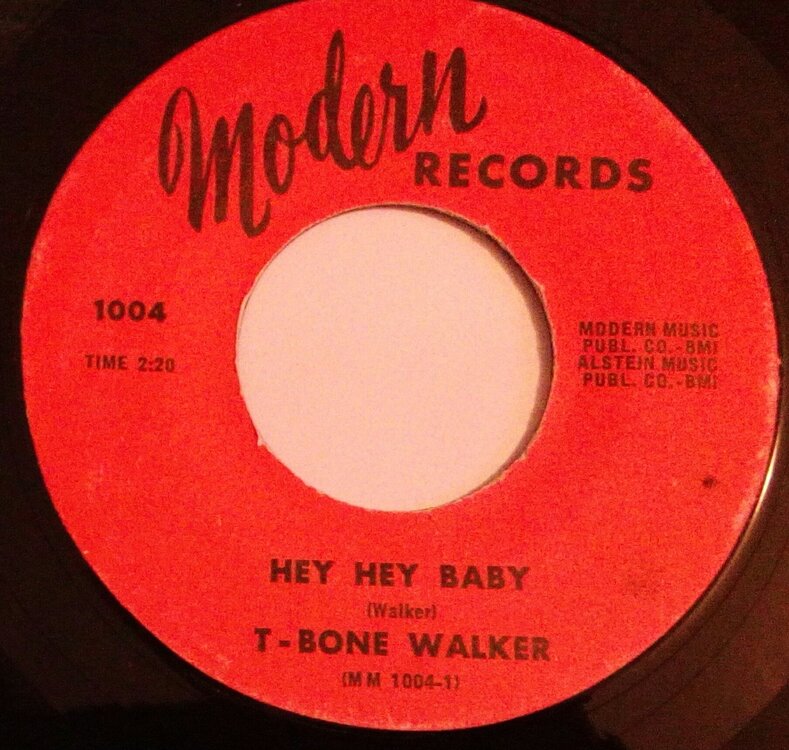 Modern
RECORDS
1004
TIME 2:20
MODERN MUSIC
PUBL. CO.-BMI
ALSTEIN MUSIC
PUBL. CO.-BMI
HEY HEY BABY
(Walker)
T-BONE WALKER
(MM 1004-1)